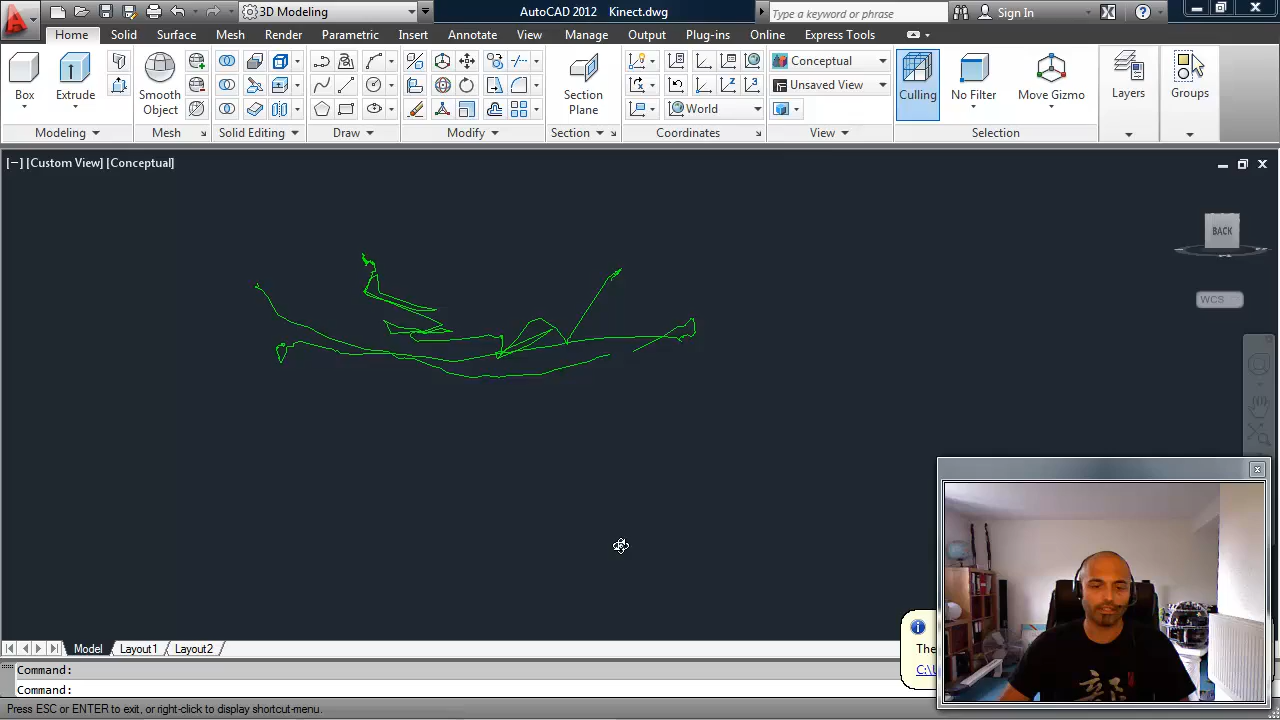 3D Modeling
AutoCAD 2012 Kinect.dwg
Type a keyword or phrase
Sign In
Home Solid Surface Mesh Render Parametric Insert Annotate View Manage Output Plug-ins Online Express Tools
Box
Extrude
Smooth
Object
Section
Plane
Conceptual
Unsaved View
World
Culling
No Filter
Move Gizmo
Layers
Groups
Modeling
Mesh
Solid Editing
Draw
Modify
Section
Coordinates
View
Selection
[−] [Custom View] [Conceptual]
BACK
WCS
The
C:\U
Model Layout1 Layout2
Command:
Command:
Press ESC or ENTER to exit, or right-click to display shortcut-menu.
部